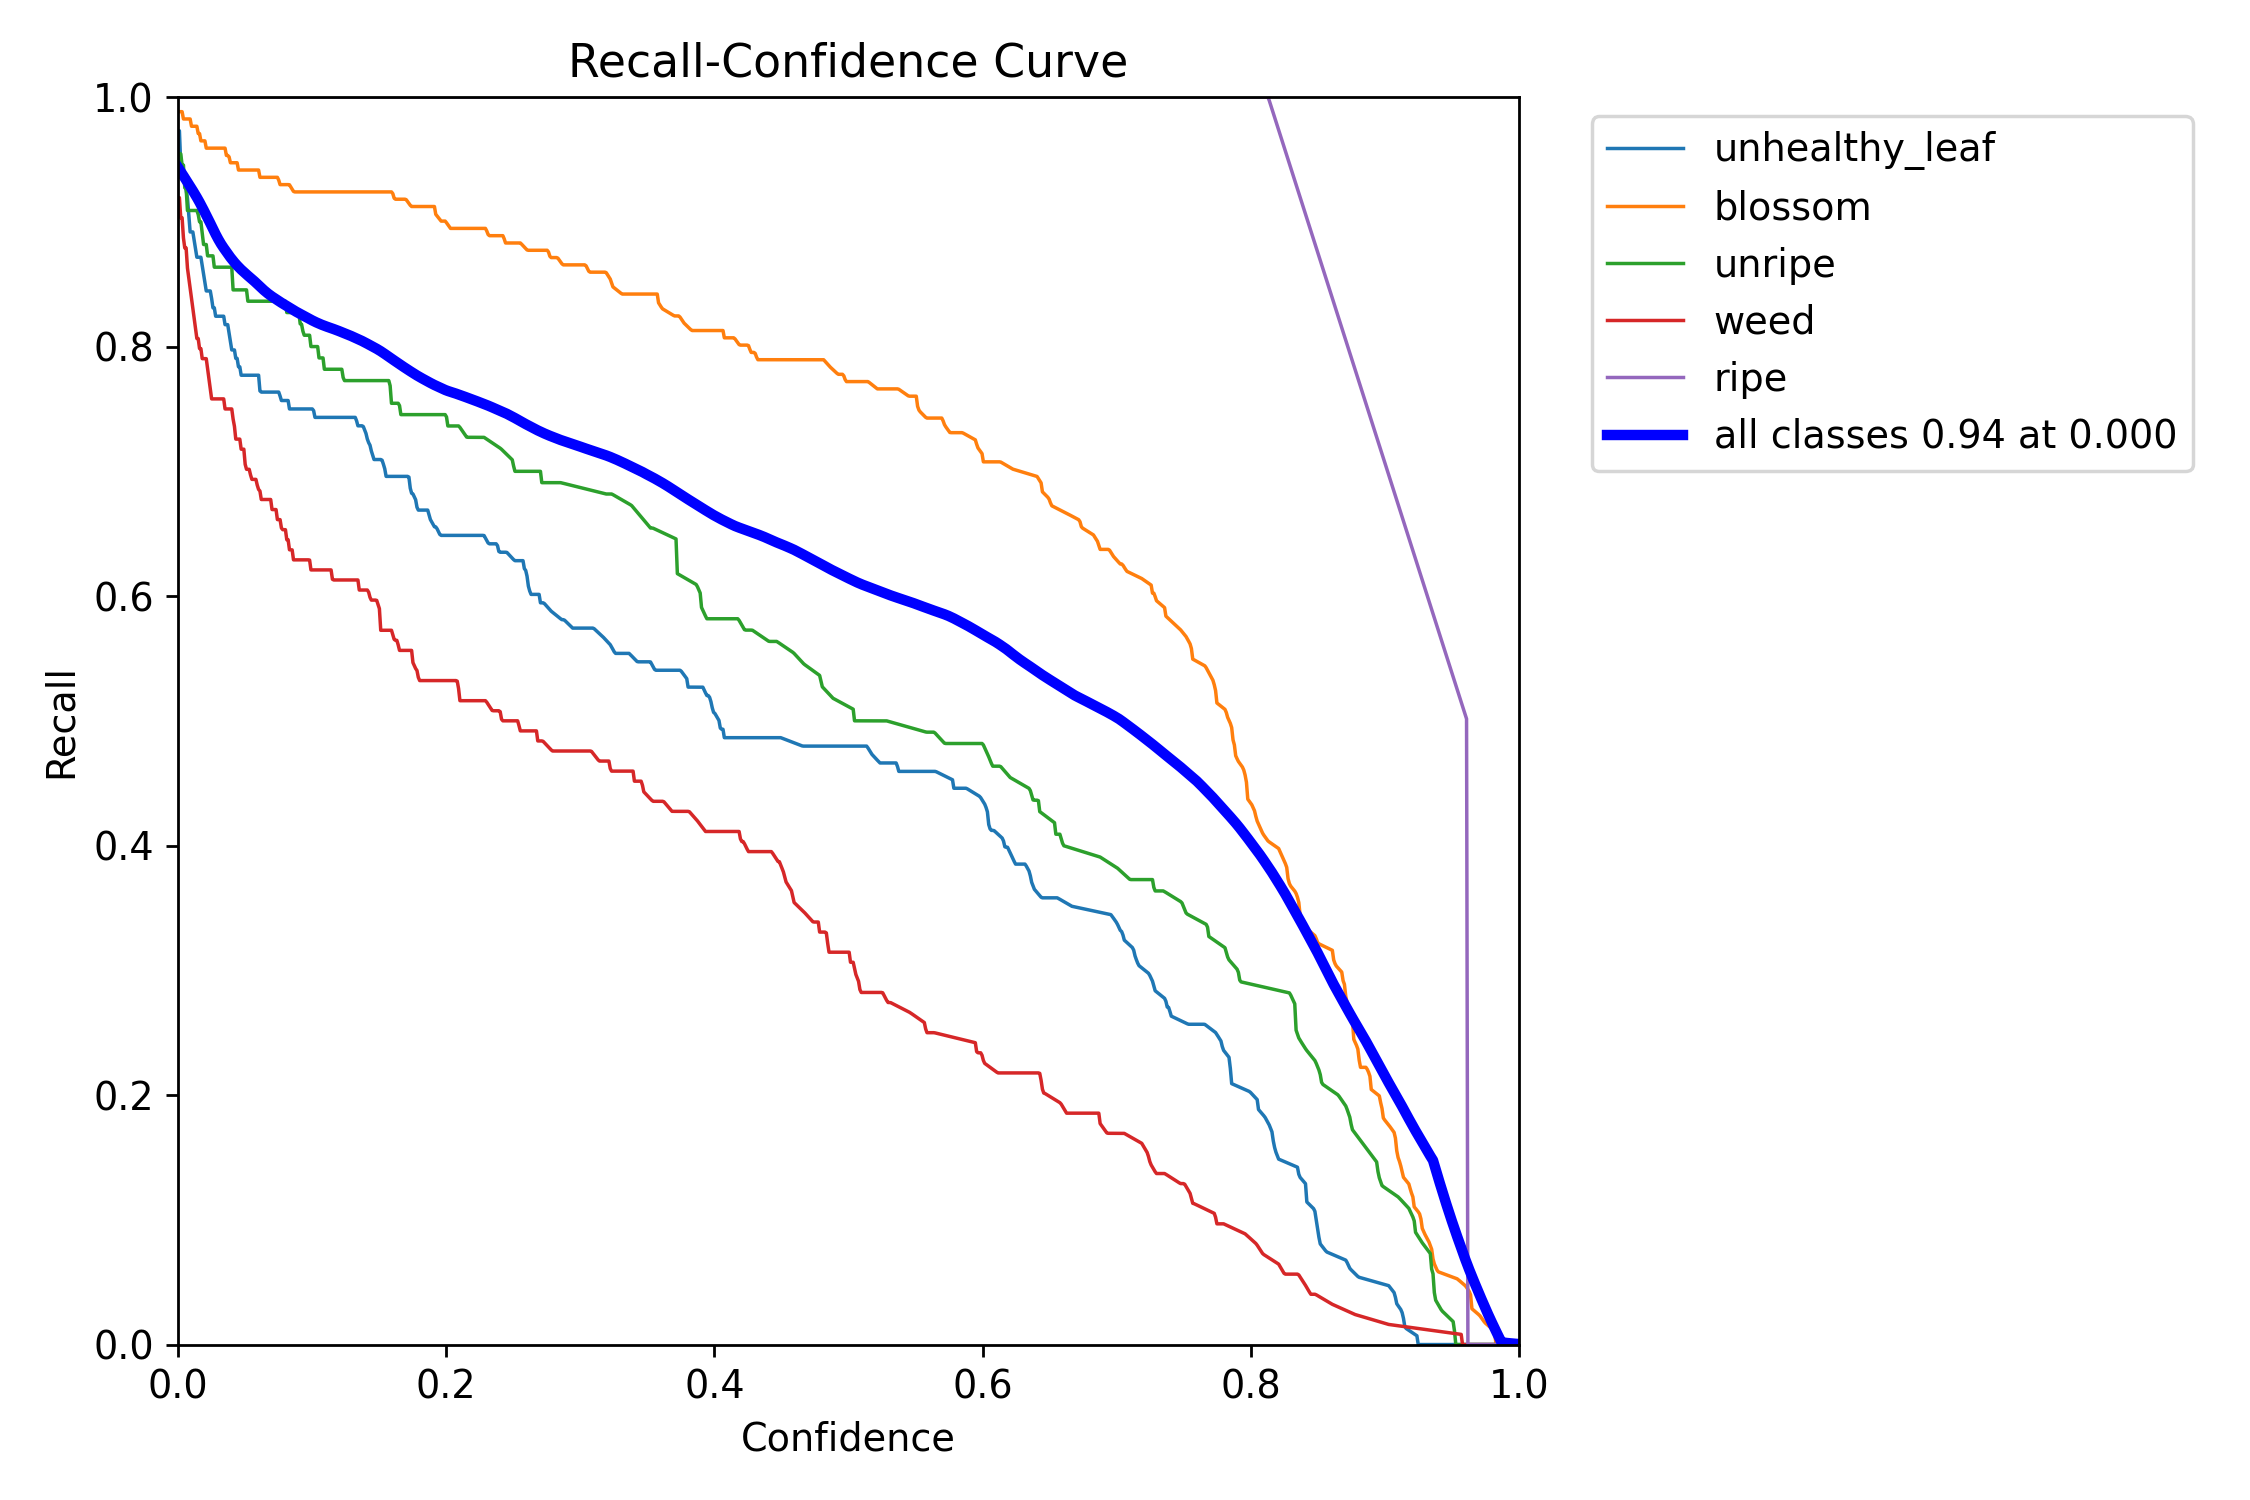 Recall-Confidence Curve
1.0
0.8
0.6
0.4
0.2
0.0
Recall
0.0 0.2 0.4 0.6 0.8 1.0
Confidence
unhealthy_leaf
blossom
unripe
weed
ripe
all classes 0.94 at 0.000